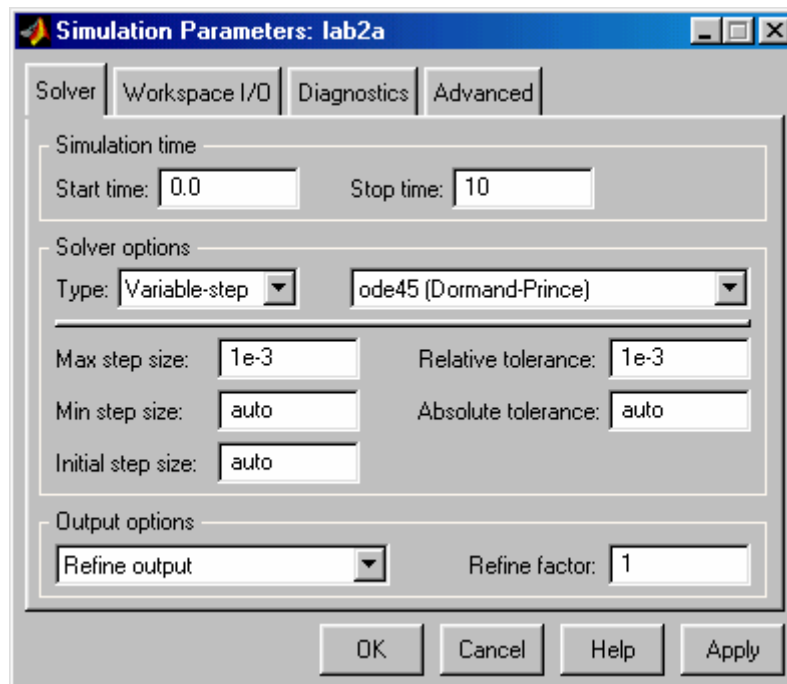 Simulation Parameters: lab2a
Solver Workspace I/O Diagnostics Advanced
Simulation time
Start time: 0.0 Stop time: 10
Solver options
Type: Variable-step ode45 (Dormand-Prince)
Max step size: 1e-3 Relative tolerance: 1e-3
Min step size: auto Absolute tolerance: auto
Initial step size: auto
Output options
Refine output Refine factor: 1
OK Cancel Help Apply